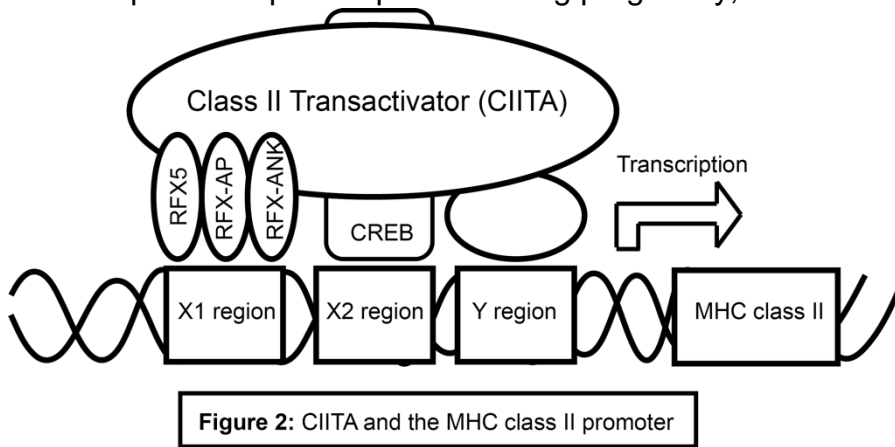 pregnancy,
Class II Transactivator (CIITA)
RFX5
RFX-AP
RFX-ANK
Transcription
CREB
X1 region
X2 region
Y region
MHC class II
Figure 2: CIITA and the MHC class II promoter